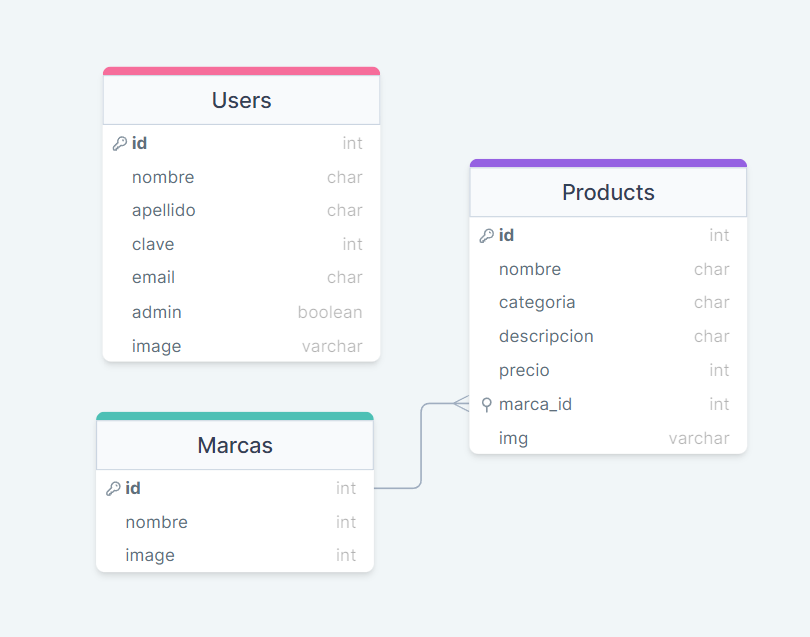 Users
id int
nombre char
apellido char
clave int
email char
admin boolean
image varchar
Products
id int
nombre char
categoria char
descripcion char
precio int
marca_id int
img varchar
Marcas
id int
nombre int
image int